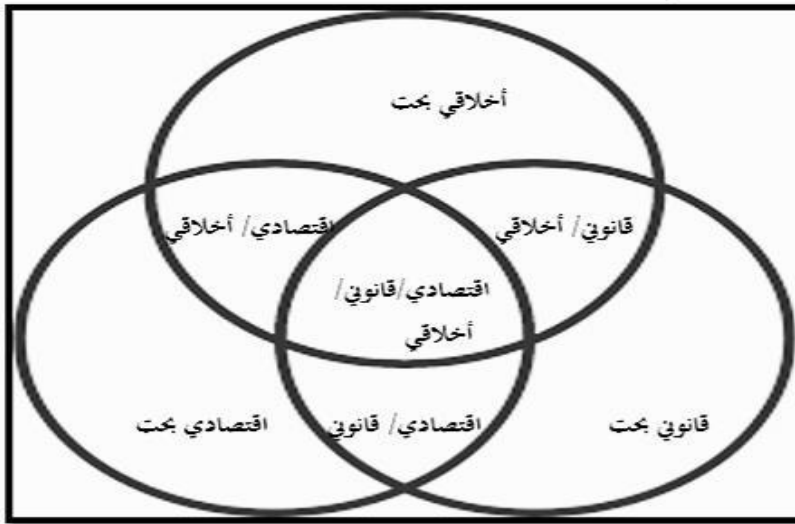 أخلاقي بحت
قانوني/ أخلاقي
اقتصادي/ أخلاقي
اقتصادي/قانوني/
أخلاقي
قانوني بحت
اقتصادي/ قانوني
اقتصادي بحت